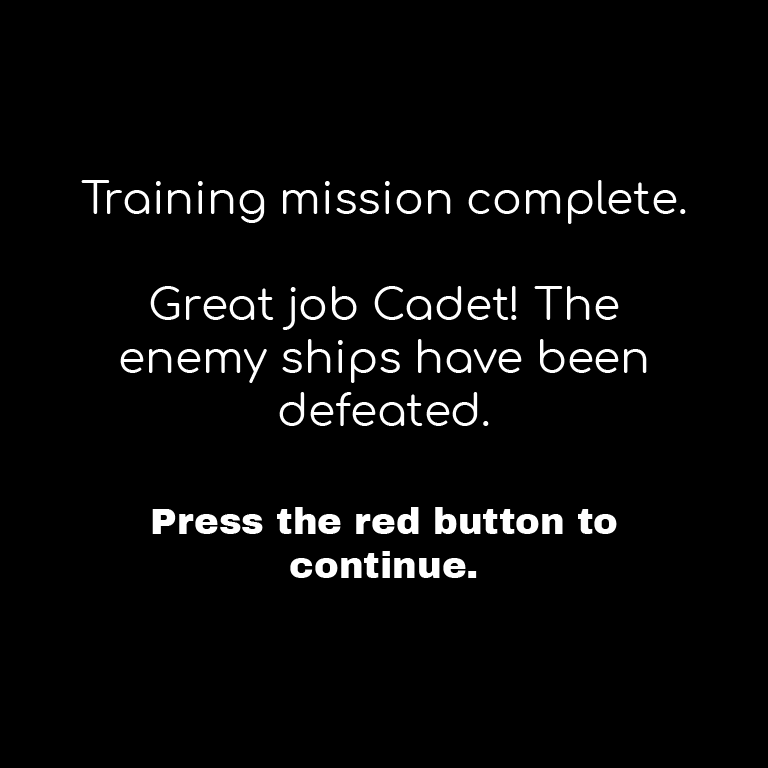 Training mission complete.
Great job Cadet! The
enemy ships have been
defeated.
Press the red button to
continue.